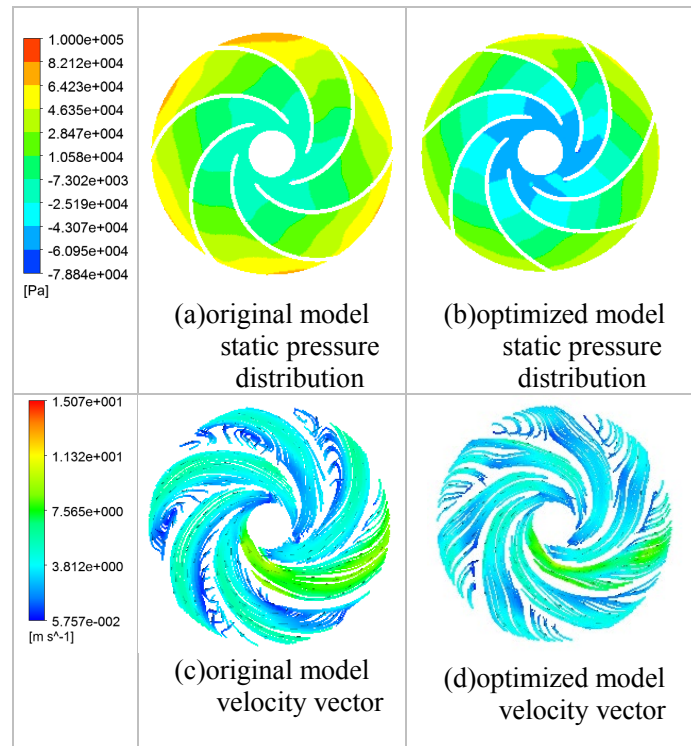 1.000e+005
8.212e+004
6.423e+004
4.635e+004
2.847e+004
1.058e+004
-7.302e+003
-2.519e+004
-4.307e+004
-6.095e+004
-7.884e+004
[Pa]
(a)original model
static pressure
distribution
(b)optimized model
static pressure
distribution
1.507e+001
1.132e+001
7.565e+000
3.812e+000
5.757e-002
[m s^-1]
(c)original model
velocity vector
(d)optimized model
velocity vector